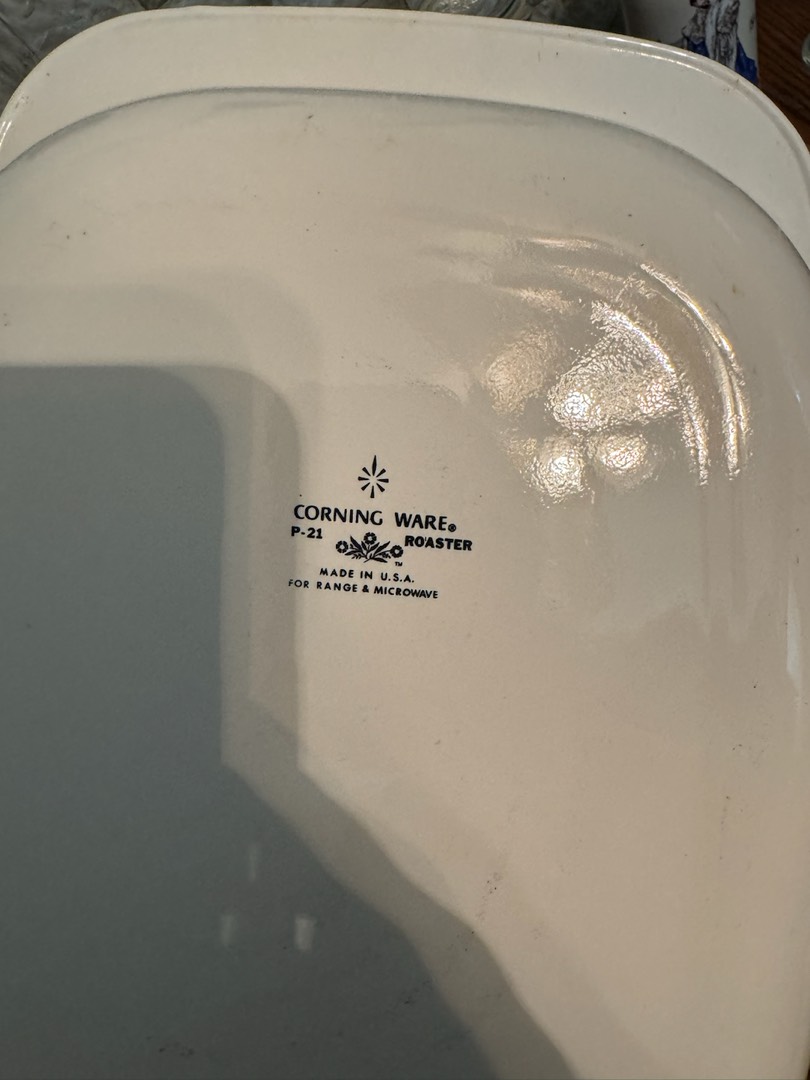 CORNING WARE®
P-21 ROASTER
™
MADE IN U.S.A.
FOR RANGE & MICROWAVE